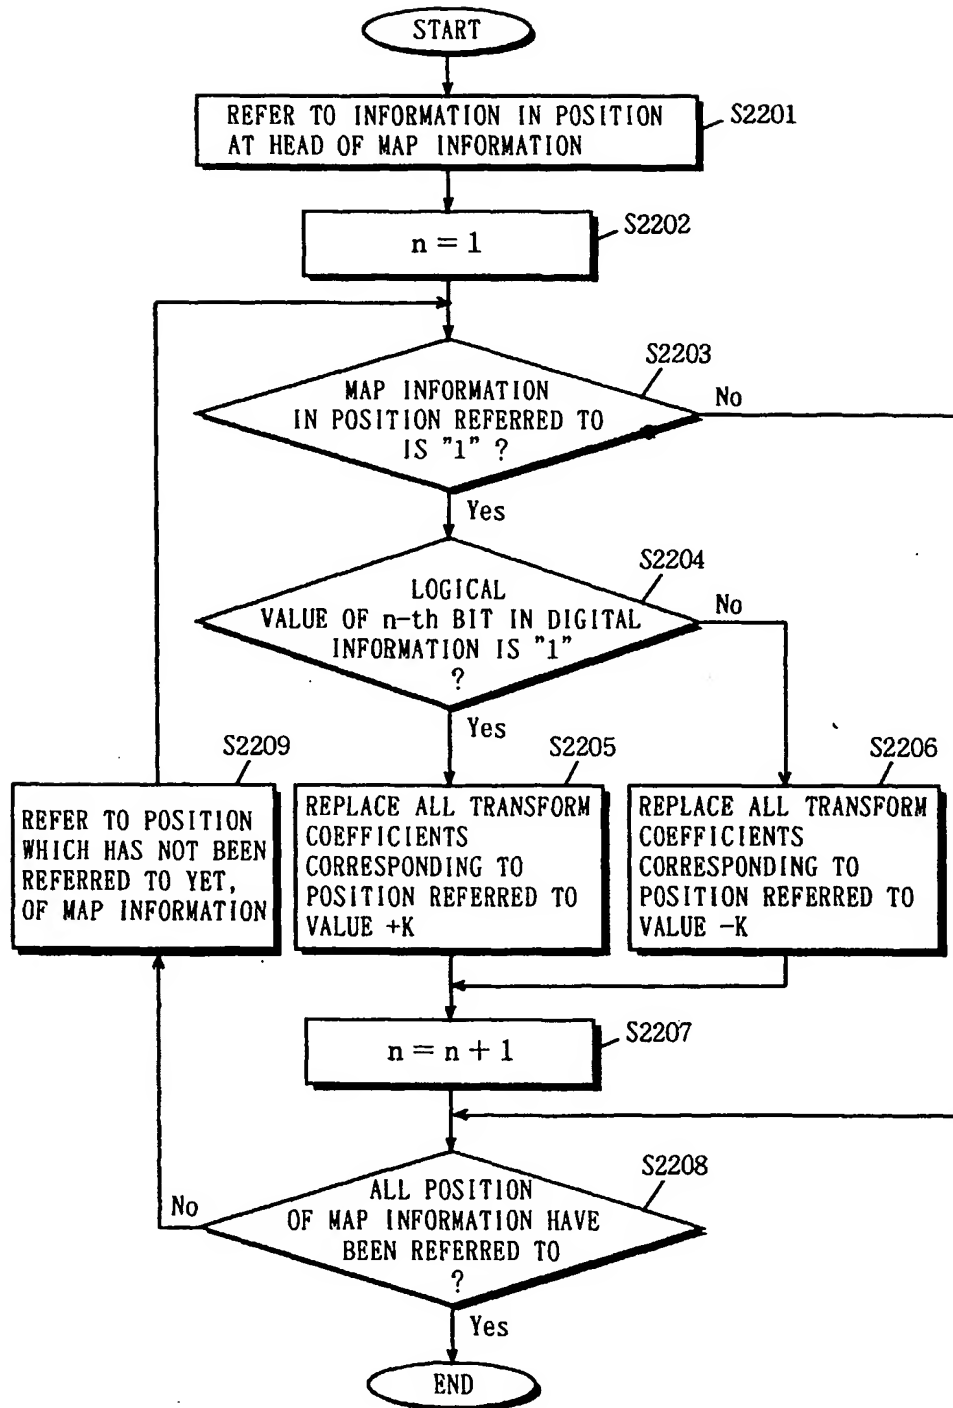 START
REFER TO INFORMATION IN POSITION
AT HEAD OF MAP INFORMATION
S2201
n = 1
S2202
MAP INFORMATION
IN POSITION REFERRED TO
IS "1" ?
S2203
No
Yes
LOGICAL
VALUE OF n-th BIT IN DIGITAL
INFORMATION IS "1"
?
S2204
No
Yes
S2209
REFER TO POSITION
WHICH HAS NOT BEEN
REFERRED TO YET,
OF MAP INFORMATION
S2205
REPLACE ALL TRANSFORM
COEFFICIENTS
CORRESPONDING TO
POSITION REFERRED TO
VALUE +K
S2206
REPLACE ALL TRANSFORM
COEFFICIENTS
CORRESPONDING TO
POSITION REFERRED TO
VALUE -K
n = n + 1
S2207
ALL POSITION
OF MAP INFORMATION HAVE
BEEN REFERRED TO
?
S2208
No
Yes
END